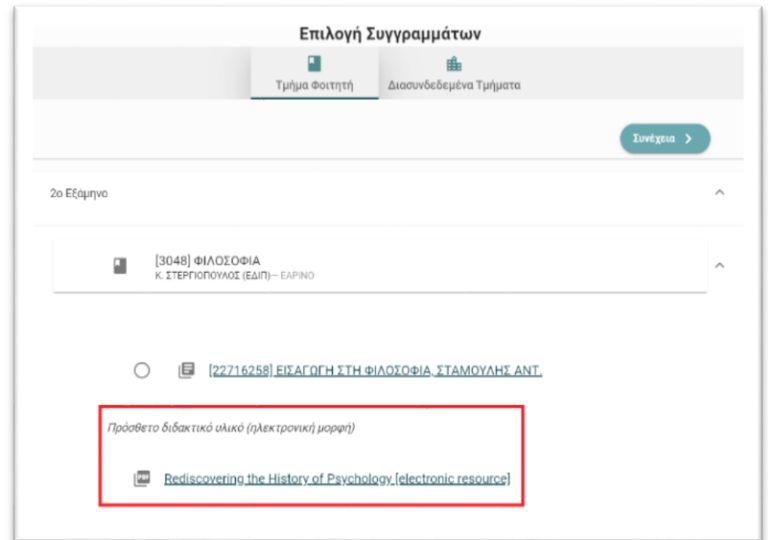 Επιλογή Συγγραμμάτων
Τμήμα Φοιτητή
Διασυνδεδεμένα Τμήματα
Συνέχεια
2ο Εξάμηνο
[3048] ΦΙΛΟΣΟΦΙΑ
Κ. ΣΤΕΡΓΙΟΠΟΥΛΟΣ (ΕΔΙΠ)— ΕΑΡΙΝΟ
[22716258] ΕΙΣΑΓΩΓΗ ΣΤΗ ΦΙΛΟΣΟΦΙΑ, ΣΤΑΜΟΥΛΗΣ ΑΝΤ.
Πρόσθετο διδακτικό υλικό (ηλεκτρονική μορφή)
PDF
Rediscovering the History of Psychology [electronic resource]